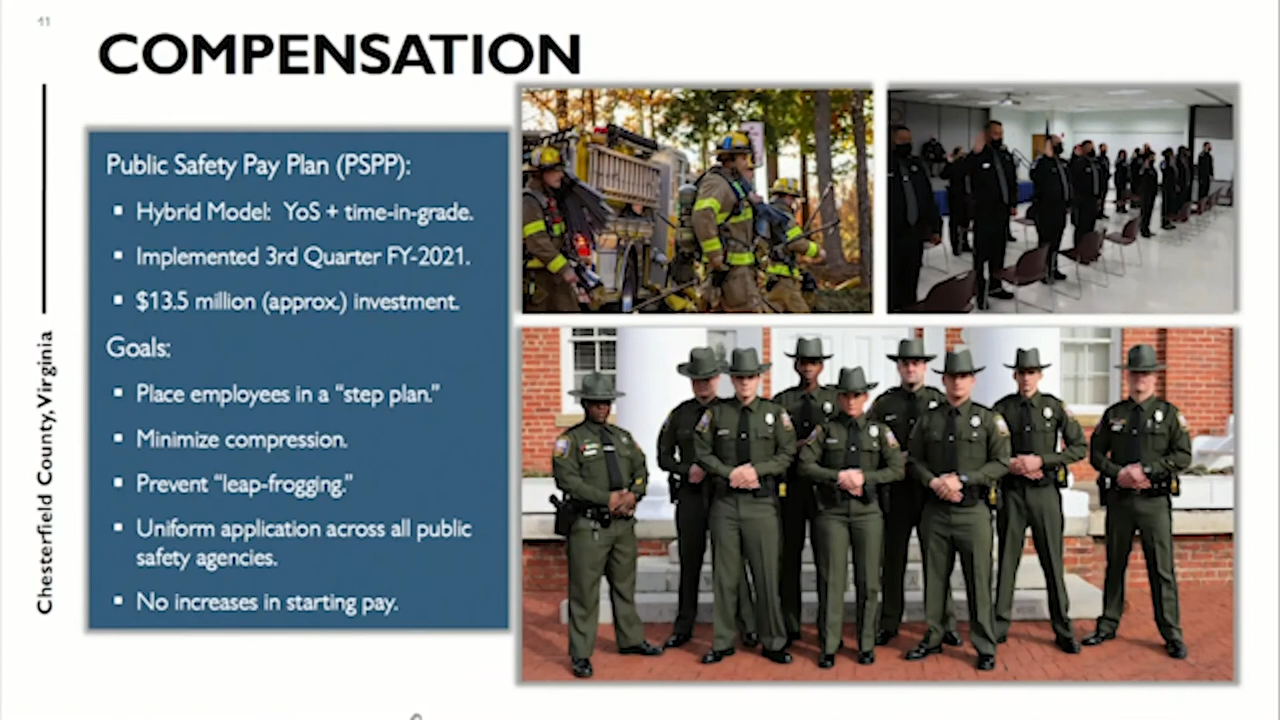 11
COMPENSATION
Chesterfield County, Virginia
Public Safety Pay Plan (PSPP):
▪ Hybrid Model: YoS + time-in-grade.
▪ Implemented 3rd Quarter FY-2021.
▪ $13.5 million (approx.) investment.
Goals:
▪ Place employees in a “step plan.”
▪ Minimize compression.
▪ Prevent “leap-frogging.”
▪ Uniform application across all public
safety agencies.
▪ No increases in starting pay.